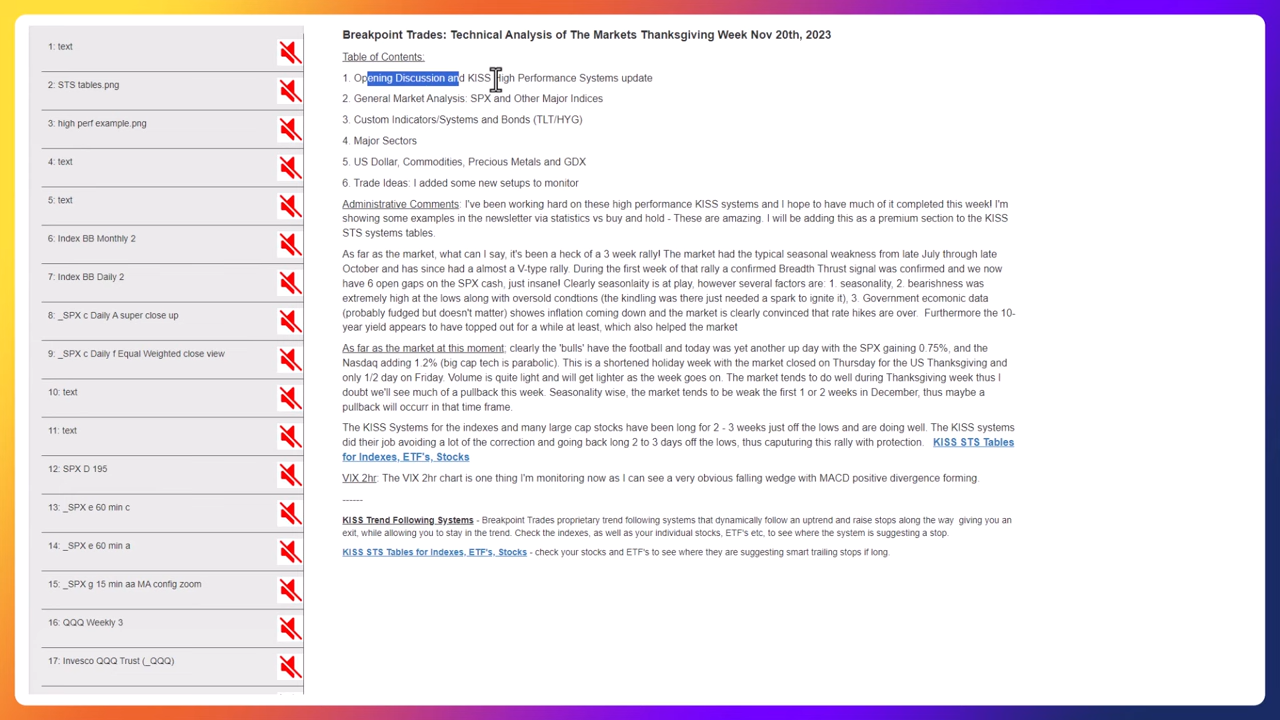 1: text
2: STS tables.png
3: high perf example.png
4: text
5: text
6: Index BB Monthly 2
7: Index BB Daily 2
8: _SPX c Daily A super close up
9: _SPX c Daily f Equal Weighted close view
10: text
11: text
12: SPX D 195
13: _SPX e 60 min c
14: _SPX e 60 min a
15: _SPX g 15 min aa MA config zoom
16: QQQ Weekly 3
17: Invesco QQQ Trust (_QQQ)
Breakpoint Trades: Technical Analysis of The Markets Thanksgiving Week Nov 20th, 2023
Table of Contents:
1. Opening Discussion and KISS High Performance Systems update
2. General Market Analysis: SPX and Other Major Indices
3. Custom Indicators/Systems and Bonds (TLT/HYG)
4. Major Sectors
5. US Dollar, Commodities, Precious Metals and GDX
6. Trade Ideas: I added some new setups to monitor
Administrative Comments: I've been working hard on these high performance KISS systems and I hope to have much of it completed this week! I'm
showing some examples in the newsletter via statistics vs buy and hold - These are amazing. I will be adding this as a premium section to the KISS
STS systems tables.
As far as the market, what can I say, it's been a heck of a 3 week rally! The market had the typical seasonal weakness from late July through late
October and has since had a almost a V-type rally. During the first week of that rally a confirmed Breadth Thrust signal was confirmed and we now
have 6 open gaps on the SPX cash, just insane! Clearly seasonlaity is at play, however several factors are: 1. seasonality, 2. bearishness was
extremely high at the lows along with oversold condtions (the kindling was there just needed a spark to ignite it), 3. Government ecomonic data
(probably fudged but doesn't matter) showes inflation coming down and the market is clearly convinced that rate hikes are over. Furthermore the 10-
year yield appears to have topped out for a while at least, which also helped the market
As far as the market at this moment: clearly the 'bulls' have the football and today was yet another up day with the SPX gaining 0.75%, and the
Nasdaq adding 1.2% (big cap tech is parabolic). This is a shortened holiday week with the market closed on Thursday for the US Thanksgiving and
only 1/2 day on Friday. Volume is quite light and will get lighter as the week goes on. The market tends to do well during Thanksgiving week thus I
doubt we'll see much of a pullback this week. Seasonality wise, the market tends to be weak the first 1 or 2 weeks in December, thus maybe a
pullback will occurr in that time frame.
The KISS Systems for the indexes and many large cap stocks have been long for 2 - 3 weeks just off the lows and are doing well. The KISS systems
did their job avoiding a lot of the correction and going back long 2 to 3 days off the lows, thus caputuring this rally with protection. KISS STS Tables
for Indexes, ETF's, Stocks
VIX 2hr: The VIX 2hr chart is one thing I'm monitoring now as I can see a very obvious falling wedge with MACD positive divergence forming.
------
KISS Trend Following Systems - Breakpoint Trades proprietary trend following systems that dynamically follow an uptrend and raise stops along the way giving you an
exit, while allowing you to stay in the trend. Check the indexes, as well as your individual stocks, ETF's etc, to see where the system is suggesting a stop.
KISS STS Tables for Indexes, ETF's, Stocks - check your stocks and ETF's to see where they are suggesting smart trailing stops if long.